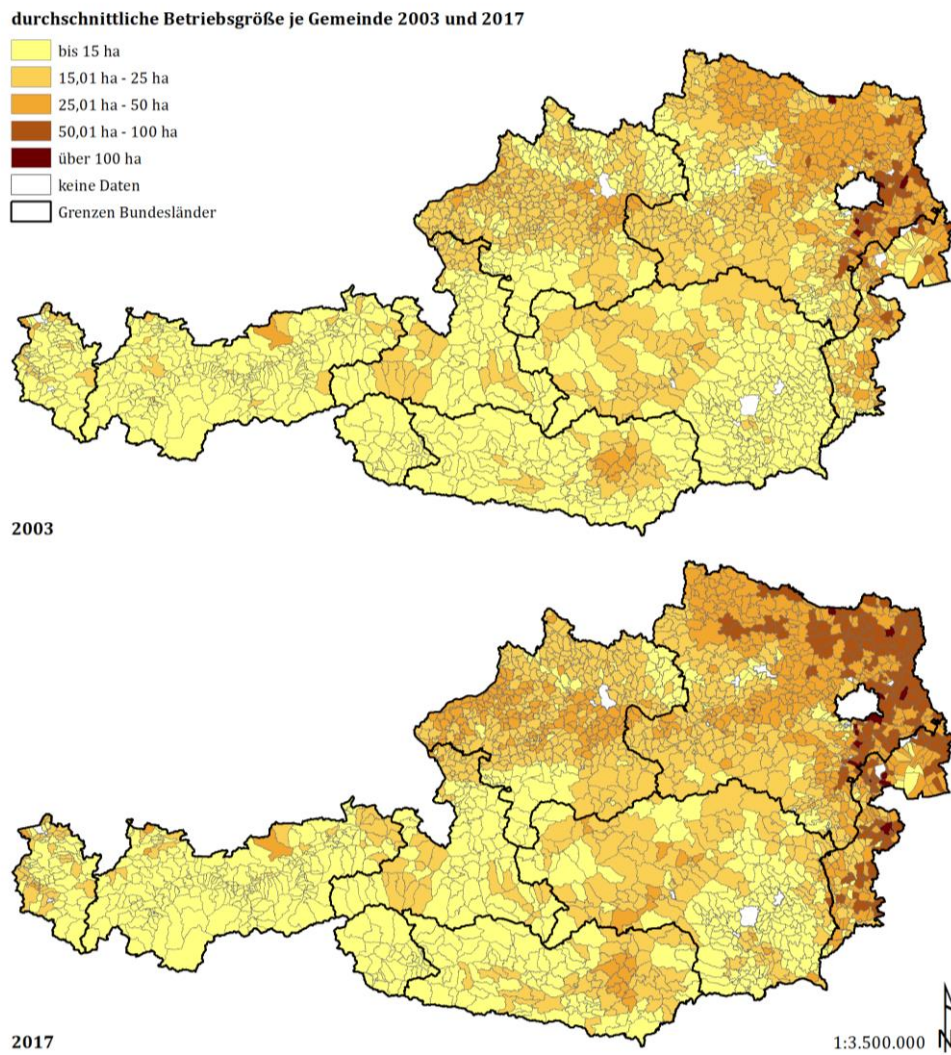 durchschnittliche Betriebsgröße je Gemeinde 2003 und 2017
bis 15 ha
15,01 ha - 25 ha
25,01 ha - 50 ha
50,01 ha - 100 ha
über 100 ha
keine Daten
Grenzen Bundesländer
2003
2017
1:3.500.000
N